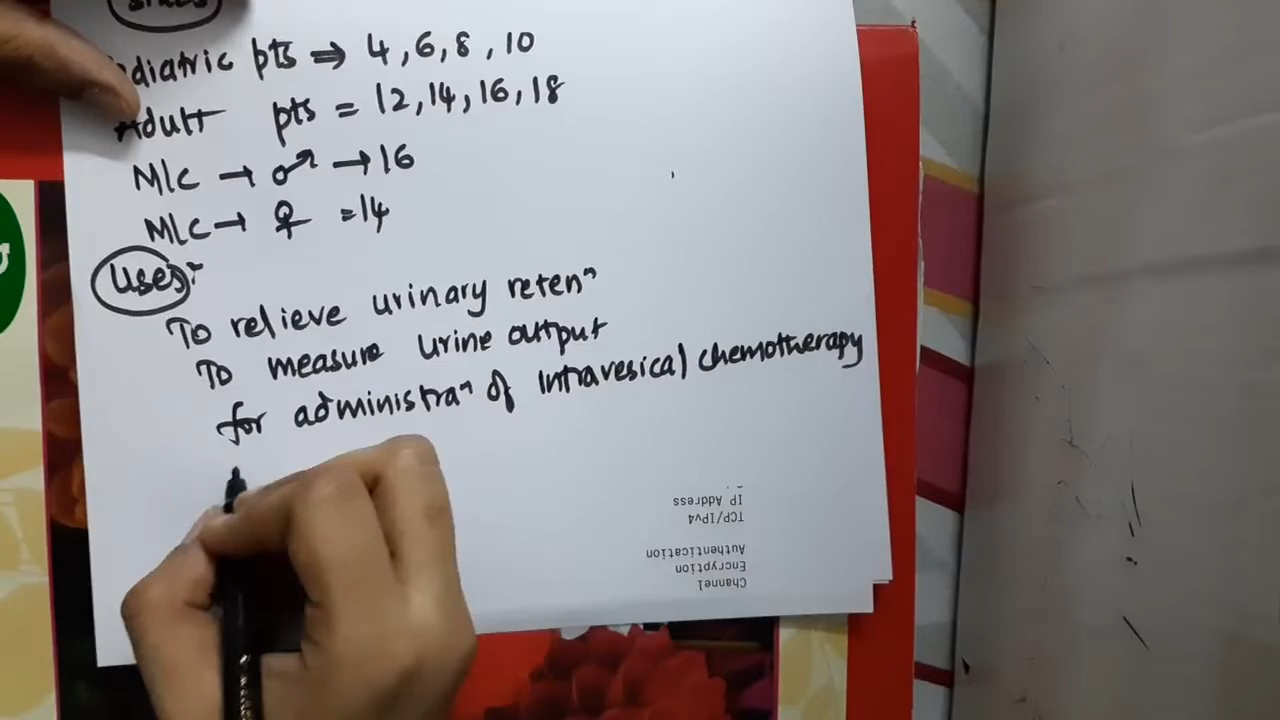 diatric pts ⇒ 4, 6, 8, 10
Adult pts = 12, 14, 16, 18
MlC → ♂ → 16
MlC → ♀ = 14
Uses:
To relieve urinary retenⁿ
To measure urine output
for administraⁿ of intravesical chemotherapy
IP Address
TCP/IPv4
Authentication
Encryption
Channel